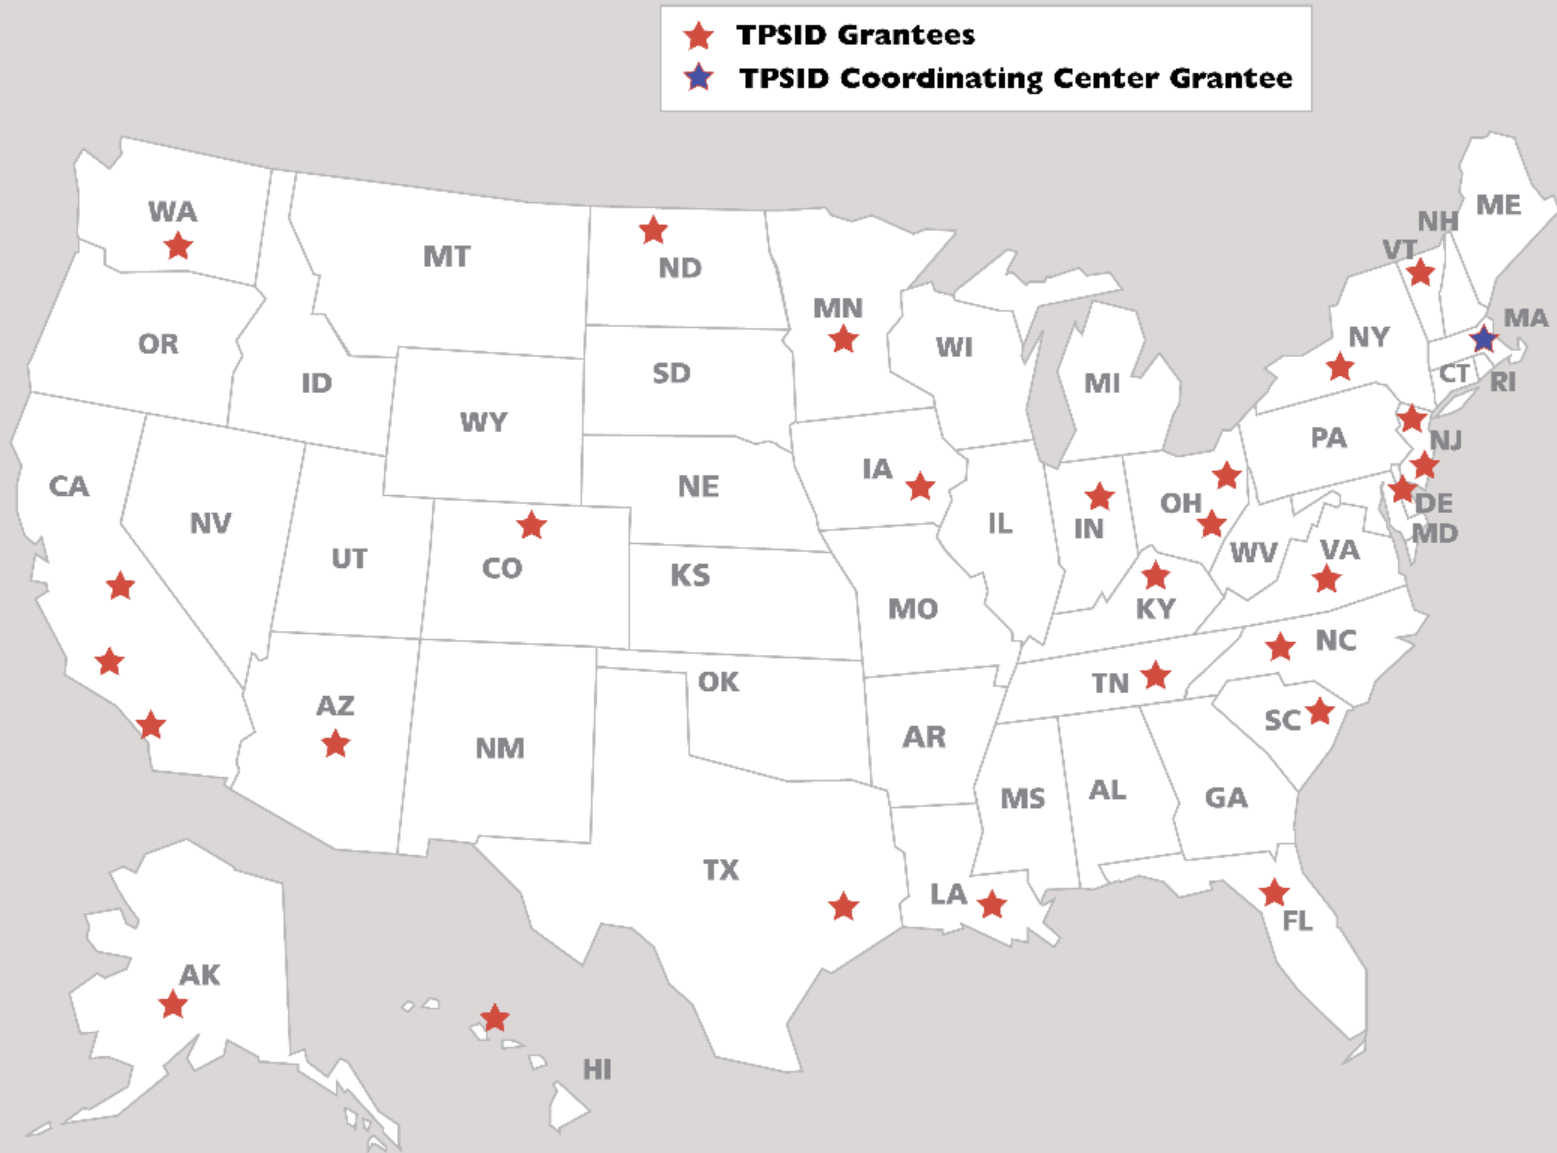 TPSID Grantees
TPSID Coordinating Center Grantee
WA
MT
ND
MN
OR
ID
WY
SD
WI
MI
NY
VT
NH
ME
MA
CT
RI
CA
NV
UT
CO
NE
KS
IA
IL
IN
OH
PA
NJ
DE
MD
WV
VA
KY
MO
AZ
NM
OK
AR
TN
NC
SC
MS
AL
GA
TX
LA
FL
AK
HI